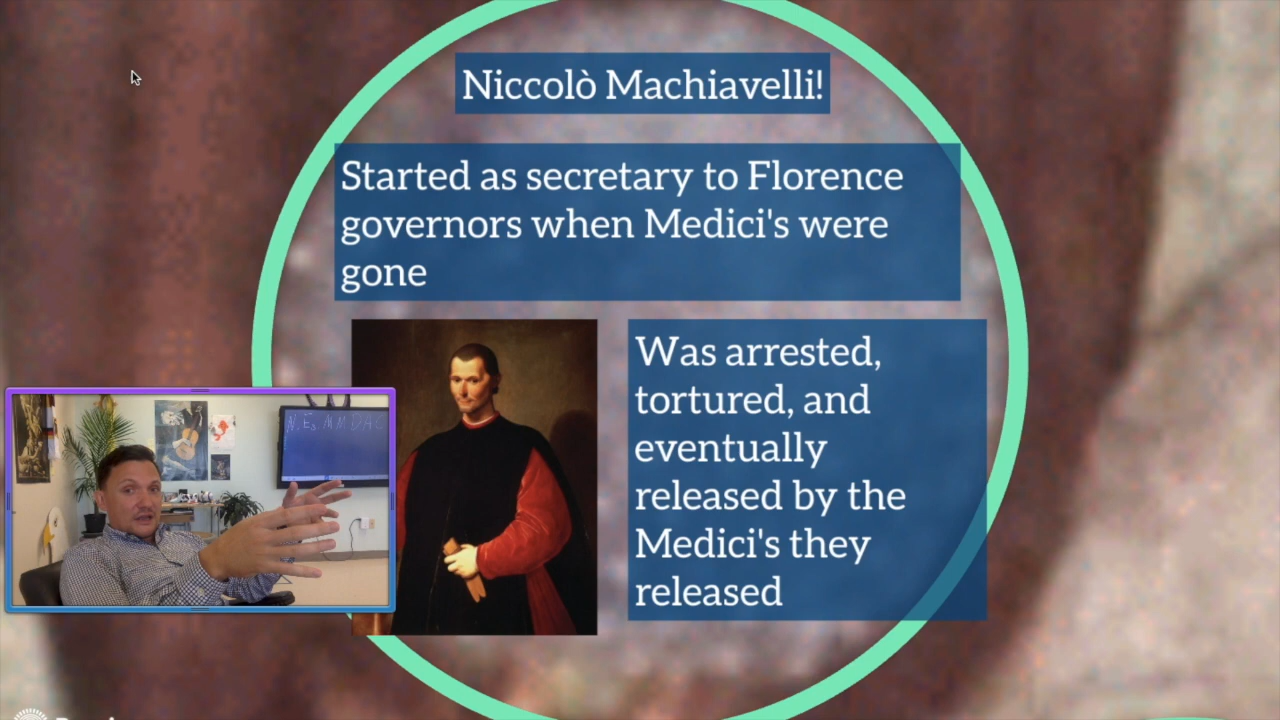 Niccolò Machiavelli!
Started as secretary to Florence
governors when Medici's were
gone
Was arrested,
tortured, and
eventually
released by the
Medici's they
released